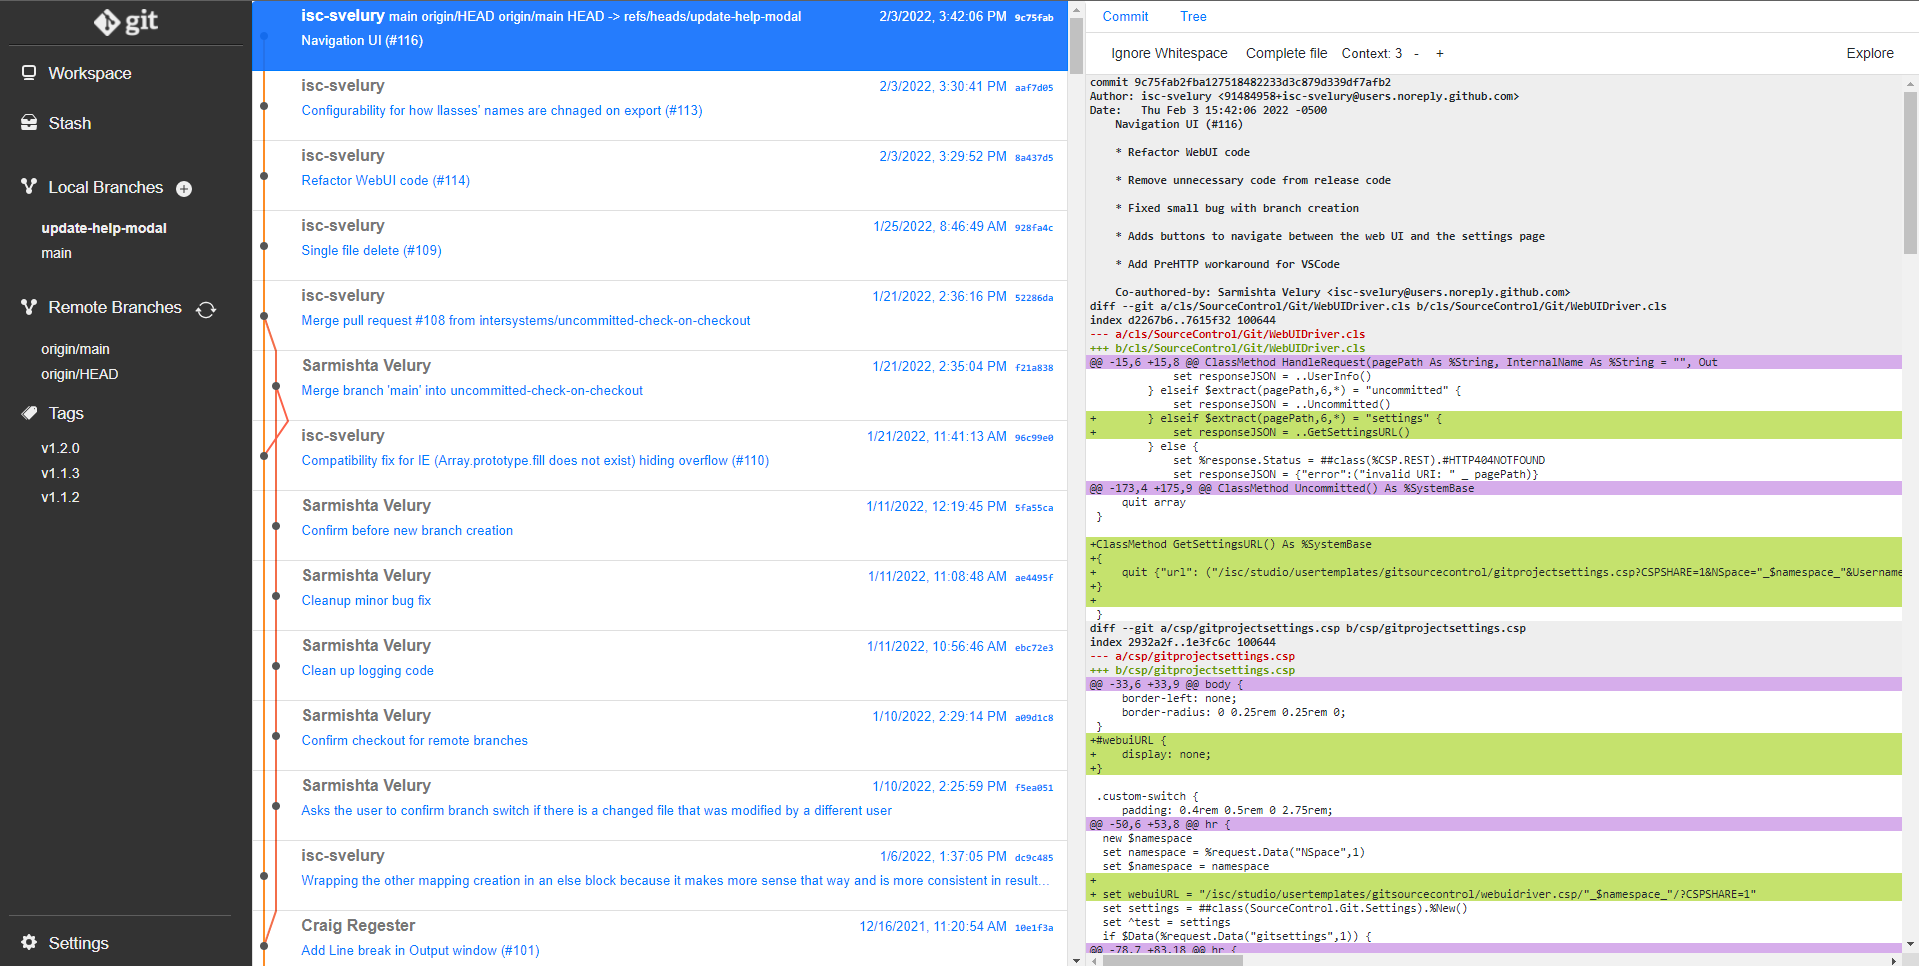 git
Workspace
Stash
Local Branches
update-help-modal
main
Remote Branches
origin/main
origin/HEAD
Tags
v1.2.0
v1.1.3
v1.1.2
Settings
isc-svelury main origin/HEAD origin/main HEAD -> refs/heads/update-help-modal 2/3/2022, 3:42:06 PM 9c75fab
Navigation UI (#116)
isc-svelury 2/3/2022, 3:30:41 PM aaf7d05
Configurability for how llasses' names are chnaged on export (#113)
isc-svelury 2/3/2022, 3:29:52 PM 8a437d5
Refactor WebUI code (#114)
isc-svelury 1/25/2022, 8:46:49 AM 928fa4c
Single file delete (#109)
isc-svelury 1/21/2022, 2:36:16 PM 52286da
Merge pull request #108 from intersystems/uncommitted-check-on-checkout
Sarmishta Velury 1/21/2022, 2:35:04 PM f21a838
Merge branch 'main' into uncommitted-check-on-checkout
isc-svelury 1/21/2022, 11:41:13 AM 96c99e0
Compatibility fix for IE (Array.prototype.fill does not exist) hiding overflow (#110)
Sarmishta Velury 1/11/2022, 12:19:45 PM 5fa55ca
Confirm before new branch creation
Sarmishta Velury 1/11/2022, 11:08:48 AM ae4495f
Cleanup minor bug fix
Sarmishta Velury 1/11/2022, 10:56:46 AM ebc72e3
Clean up logging code
Sarmishta Velury 1/10/2022, 2:29:14 PM a09d1c8
Confirm checkout for remote branches
Sarmishta Velury 1/10/2022, 2:25:59 PM f5ea051
Asks the user to confirm branch switch if there is a changed file that was modified by a different user
isc-svelury 1/6/2022, 1:37:05 PM dc9c485
Wrapping the other mapping creation in an else block because it makes more sense that way and is more consistent in result...
Craig Regester 12/16/2021, 11:20:54 AM 10e1f3a
Add Line break in Output window (#101)
Commit Tree
Ignore Whitespace Complete file Context: 3 - + Explore
commit 9c75fab2fba127518482233d3c879d339df7afb2
Author: isc-svelury <91484958+isc-svelury@users.noreply.github.com>
Date: Thu Feb 3 15:42:06 2022 -0500
Navigation UI (#116)
* Refactor WebUI code
* Remove unnecessary code from release code
* Fixed small bug with branch creation
* Adds buttons to navigate between the web UI and the settings page
* Add PreHTTP workaround for VSCode
Co-authored-by: Sarmishta Velury <isc-svelury@users.noreply.github.com>
diff --git a/cls/SourceControl/Git/WebUIDriver.cls b/cls/SourceControl/Git/WebUIDriver.cls
index d2267b6..7615f32 100644
--- a/cls/SourceControl/Git/WebUIDriver.cls
+++ b/cls/SourceControl/Git/WebUIDriver.cls
@@ -15,6 +15,8 @@ ClassMethod HandleRequest(pagePath As %String, InternalName As %String = "", Out
set responseJSON = ..UserInfo()
} elseif $extract(pagePath,6,*) = "uncommitted" {
set responseJSON = ..Uncommitted()
+ } elseif $extract(pagePath,6,*) = "settings" {
+ set responseJSON = ..GetSettingsURL()
} else {
set %response.Status = ##class(%CSP.REST).#HTTP404NOTFOUND
set responseJSON = {"error":("invalid URI: " _ pagePath)}
@@ -173,4 +175,9 @@ ClassMethod Uncommitted() As %SystemBase
quit array
}
+ClassMethod GetSettingsURL() As %SystemBase
+{
+ quit {"url": ("/isc/studio/usertemplates/gitsourcecontrol/gitprojectsettings.csp?CSPSHARE=1&NSpace="_$namespace_"&Username
+}
+
}
diff --git a/csp/gitprojectsettings.csp b/csp/gitprojectsettings.csp
index 2932a2f..1e3fc6c 100644
--- a/csp/gitprojectsettings.csp
+++ b/csp/gitprojectsettings.csp
@@ -33,6 +33,9 @@ body {
border-left: none;
border-radius: 0 0.25rem 0.25rem 0;
}
+#webuiURL {
+ display: none;
+}
.custom-switch {
padding: 0.4rem 0.5rem 0 2.75rem;
@@ -50,6 +53,8 @@ hr {
new $namespace
set namespace = %request.Data("NSpace",1)
set $namespace = namespace
+
+ set webuiURL = "/isc/studio/usertemplates/gitsourcecontrol/webuidriver.csp/"_$namespace_"/?CSPSHARE=1"
set settings = ##class(SourceControl.Git.Settings).%New()
set ^test = settings
if $Data(%request.Data("gitsettings",1)) {
@@ -78,7 +83,18 @@ hr {